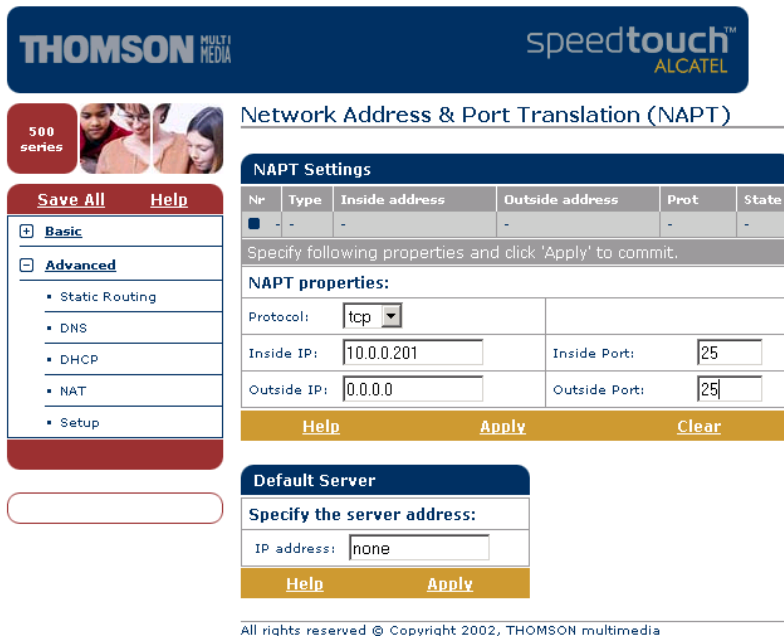 THOMSON MULTI MEDIA
speedtouch™
ALCATEL
500 series
Save All Help
Basic
Advanced
Static Routing
DNS
DHCP
NAT
Setup
Network Address & Port Translation (NAPT)
NAPT Settings
Nr Type Inside address Outside address Prot State
- - - - - -
Specify following properties and click 'Apply' to commit.
NAPT properties:
Protocol: tcp
Inside IP: 10.0.0.201 Inside Port: 25
Outside IP: 0.0.0.0 Outside Port: 25
Help Apply Clear
Default Server
Specify the server address:
IP address: none
Help Apply
All rights reserved © Copyright 2002, THOMSON multimedia